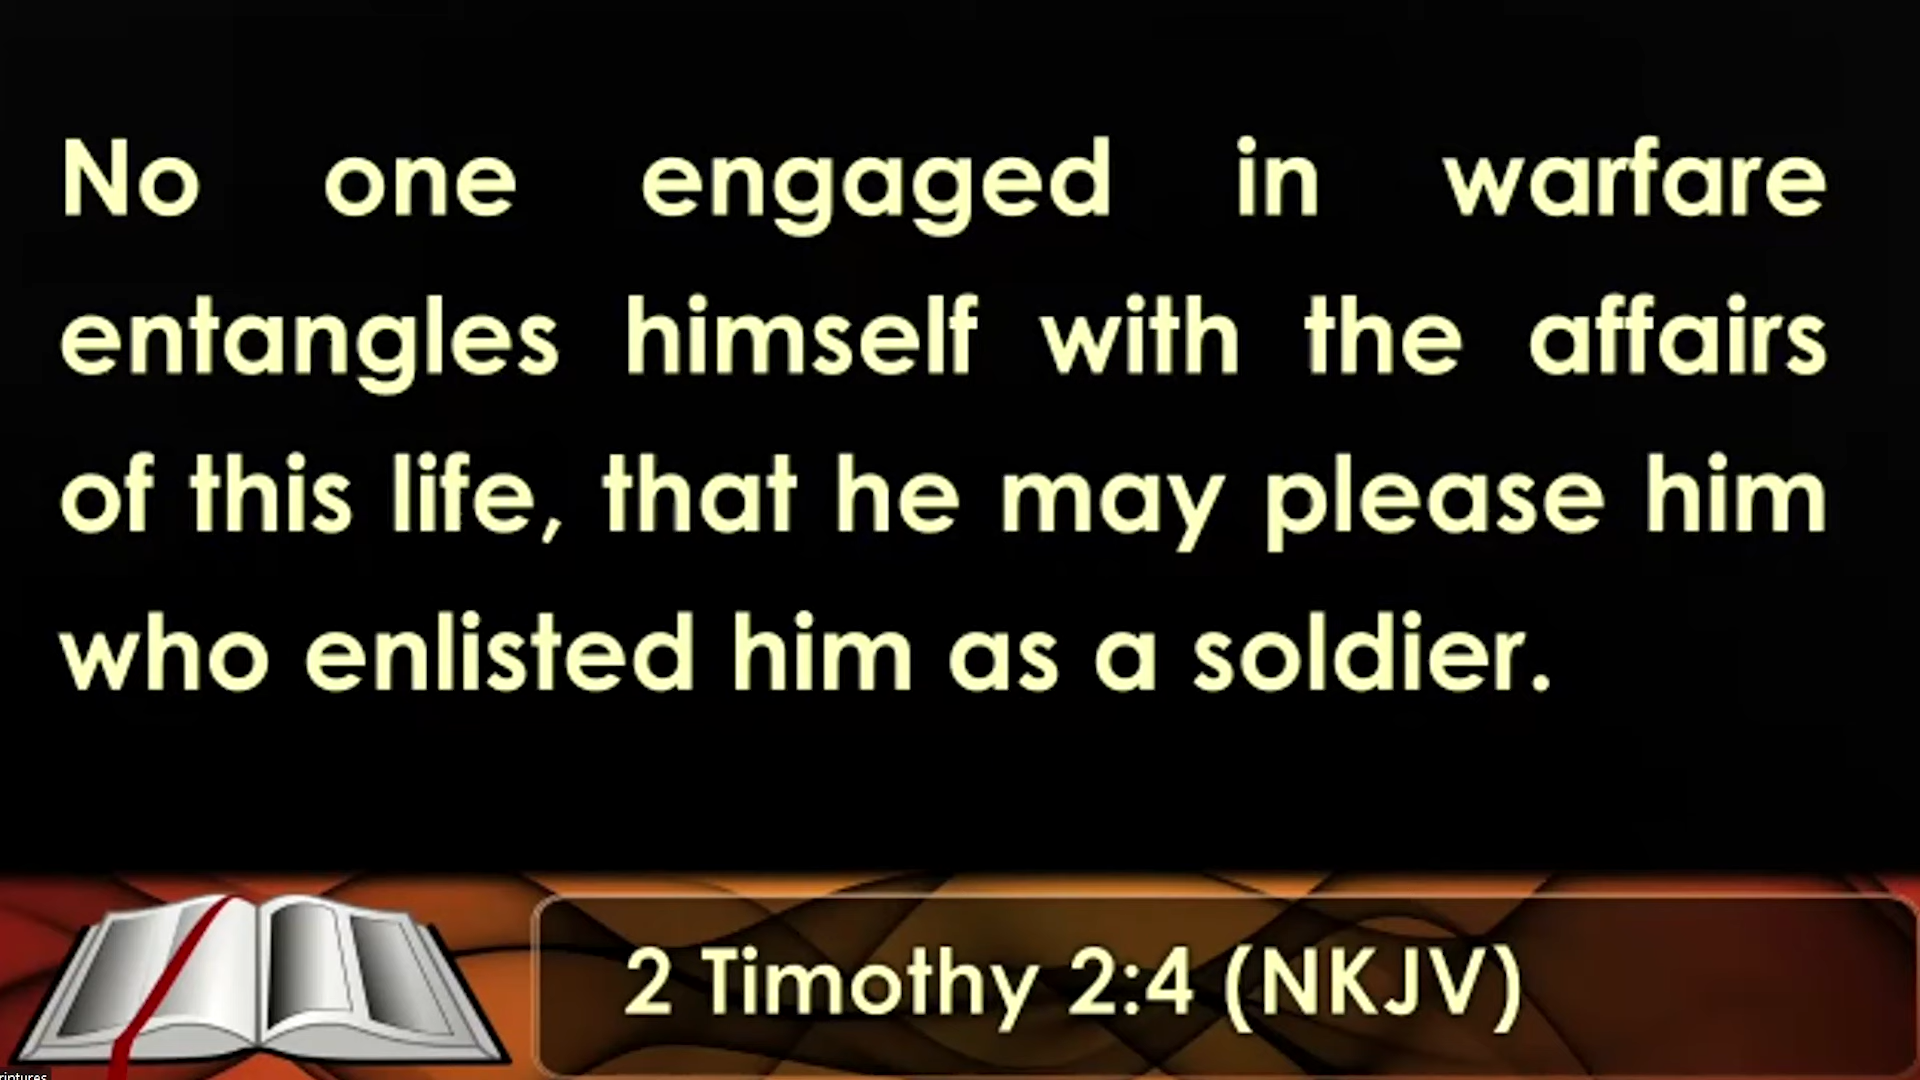 No one engaged in warfare
entangles himself with the affairs
of this life, that he may please him
who enlisted him as a soldier.
2 Timothy 2:4 (NKJV)